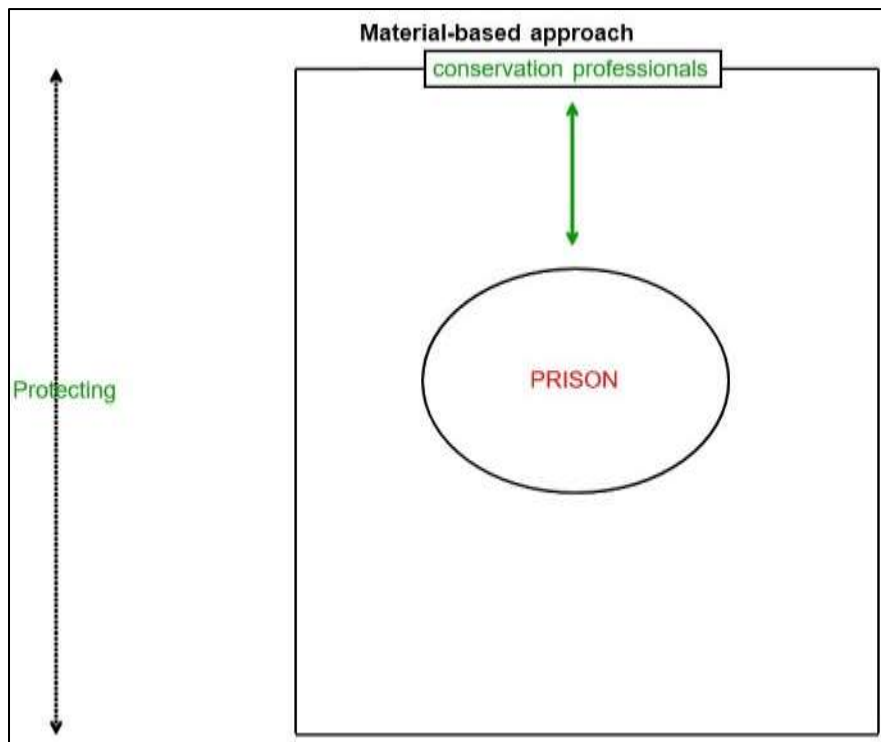 Material-based approach
conservation professionals
PRISON
Protecting